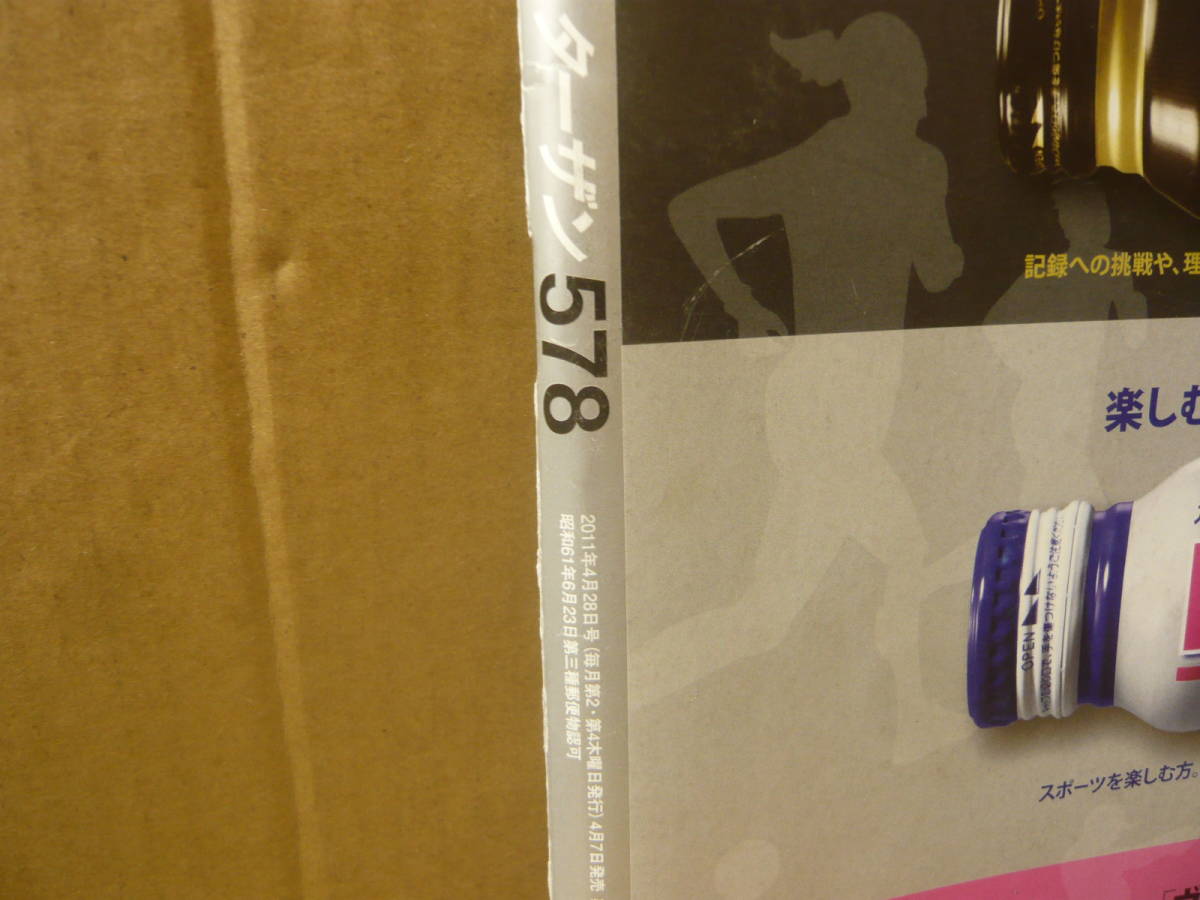 ターザン 578
2011年4月28日号(毎月第2・第4木曜日発行)4月7日発売
昭和61年6月23日第三種郵便物認可
記録への挑戦や、理
楽しむ
OPEN
スポーツを楽しむ方。